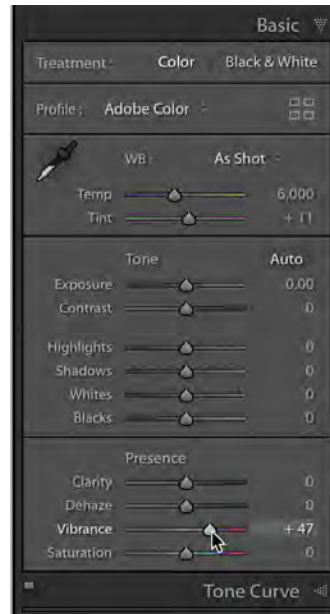 Basic
Treatment : Color Black & White
Profile : Adobe Color
WB : As Shot
Temp 6,000
Tint + 11
Tone Auto
Exposure 0.00
Contrast 0
Highlights 0
Shadows 0
Whites 0
Blacks 0
Presence
Clarity 0
Dehaze 0
Vibrance + 47
Saturation 0
Tone Curve